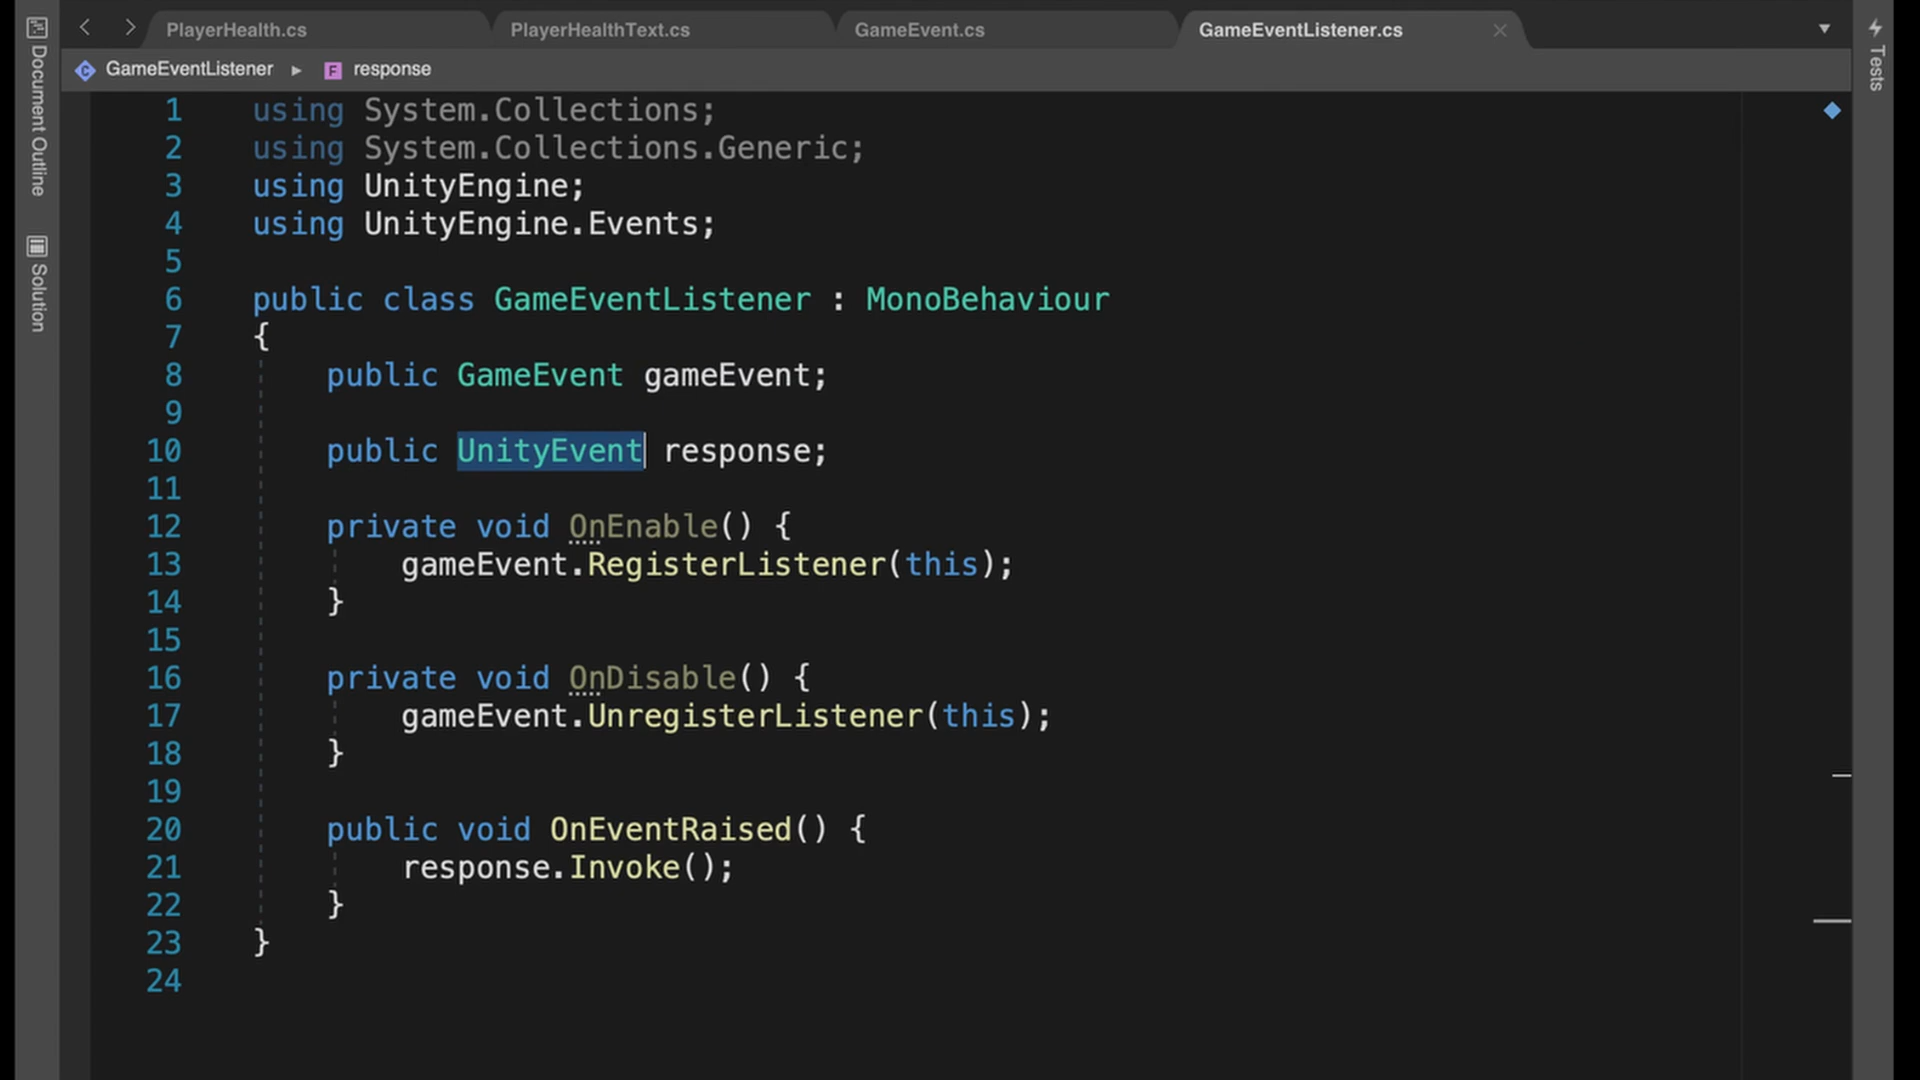 PlayerHealth.cs
PlayerHealthText.cs
GameEvent.cs
GameEventListener.cs
GameEventListener
F response
Document Outline
Solution
Tests
1 using System.Collections;
2 using System.Collections.Generic;
3 using UnityEngine;
4 using UnityEngine.Events;
5
6 public class GameEventListener : MonoBehaviour
7 {
8 public GameEvent gameEvent;
9
10 public UnityEvent response;
11
12 private void OnEnable() {
13 gameEvent.RegisterListener(this);
14 }
15
16 private void OnDisable() {
17 gameEvent.UnregisterListener(this);
18 }
19
20 public void OnEventRaised() {
21 response.Invoke();
22 }
23 }
24